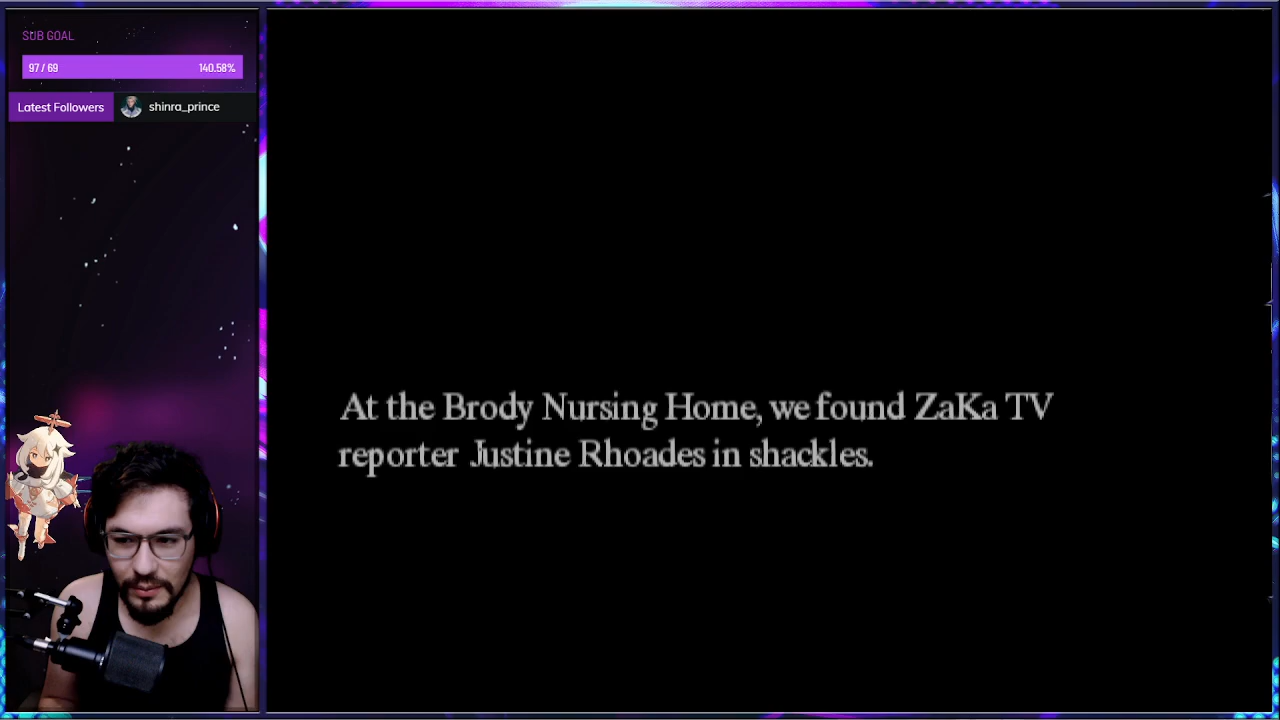 SUB GOAL
97 / 69
140.58%
Latest Followers
shinra_prince
At the Brody Nursing Home, we found ZaKa TV
reporter Justine Rhoades in shackles.